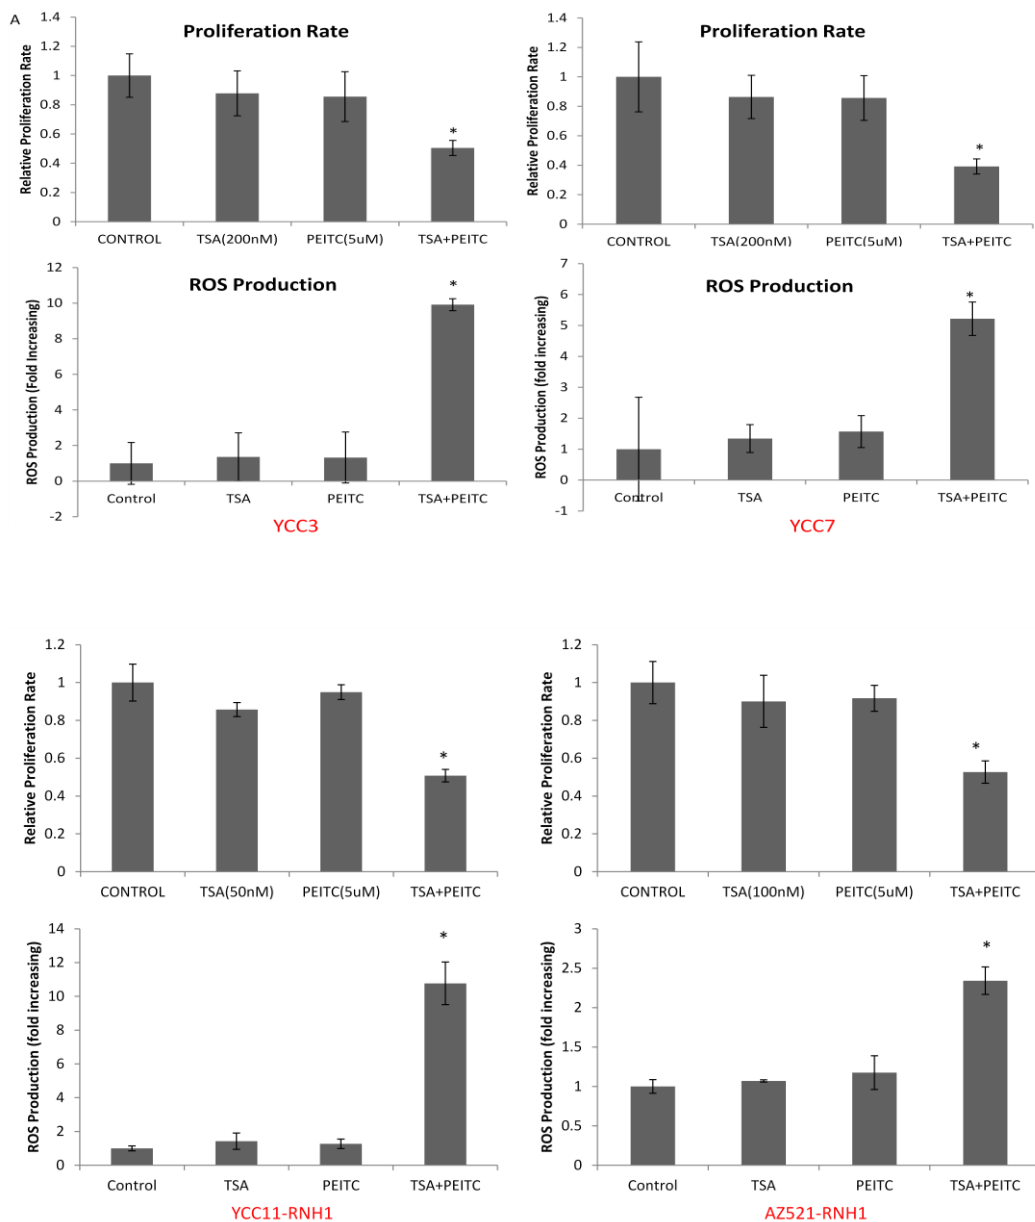 A
Proliferation Rate
Relative Proliferation Rate
1.4
1.2
1
0.8
0.6
0.4
0.2
0
*
CONTROL TSA(200nM) PEITC(5uM) TSA+PEITC
Proliferation Rate
Relative Proliferation Rate
1.4
1.2
1
0.8
0.6
0.4
0.2
0
*
CONTROL TSA(200nM) PEITC(5uM) TSA+PEITC
ROS Production
ROS Production (Fold Increasing)
12
10
8
6
4
2
0
-2
*
Control TSA PEITC TSA+PEITC
YCC3
ROS Production
ROS Production (fold increasing)
7
6
5
4
3
2
1
0
-1
*
Control TSA PEITC TSA+PEITC
YCC7
Relative Proliferation Rate
1.2
1
0.8
0.6
0.4
0.2
0
*
CONTROL TSA(50nM) PEITC(5uM) TSA+PEITC
Relative Proliferation Rate
1.2
1
0.8
0.6
0.4
0.2
0
*
CONTROL TSA(100nM) PEITC(5uM) TSA+PEITC
ROS Production (fold increasing)
14
12
10
8
6
4
2
0
*
Control TSA PEITC TSA+PEITC
YCC11-RNH1
ROS Production (fold increasing)
3
2.5
2
1.5
1
0.5
0
*
Control TSA PEITC TSA+PEITC
AZ521-RNH1